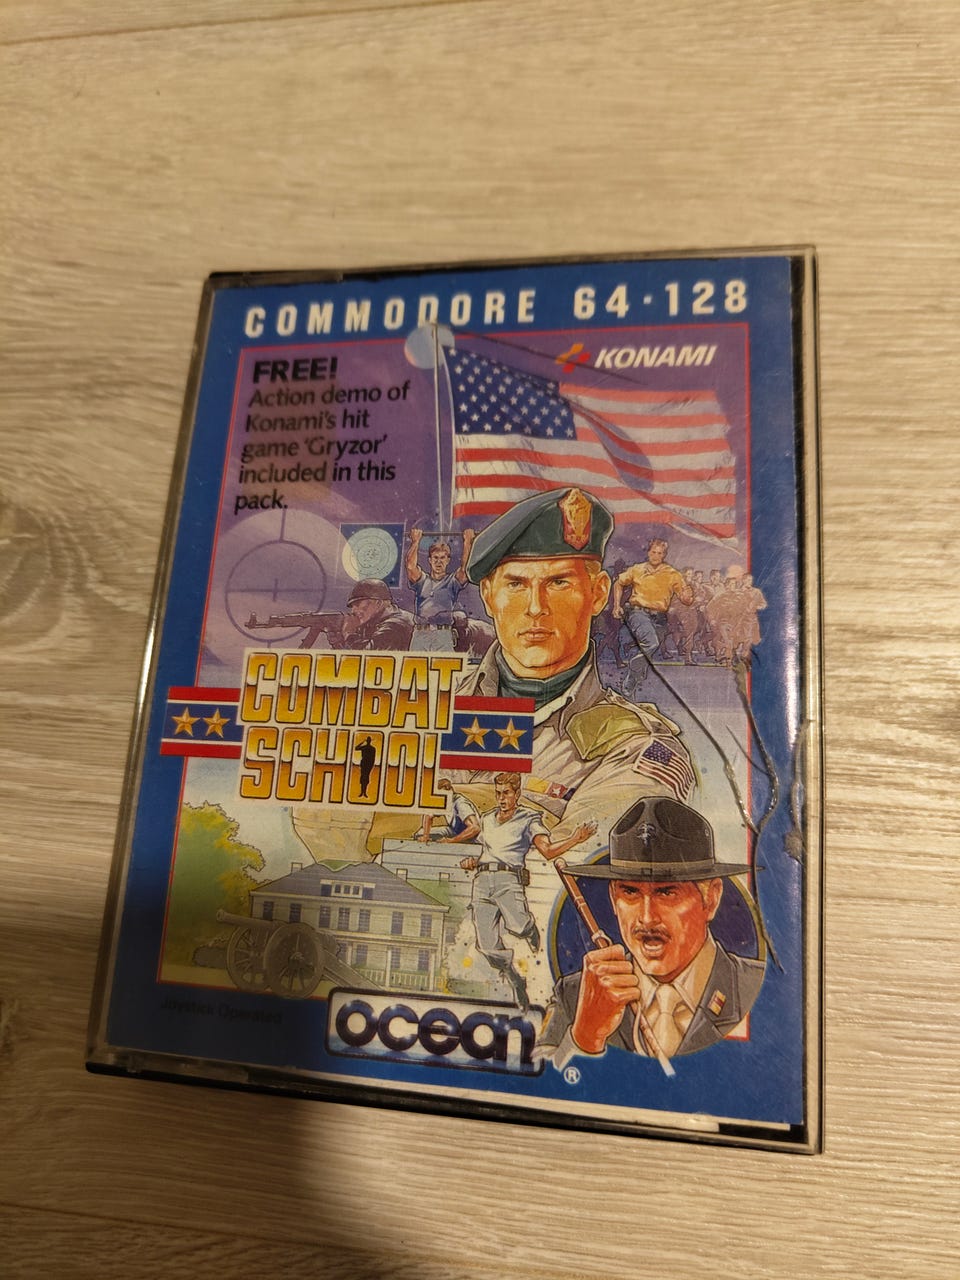 COMMODORE 64·128
KONAMI
FREE!
Action demo of
Konami's hit
game 'Gryzor'
included in this
pack.
COMBAT
SCHOOL
Joystick Operated
ocean
®